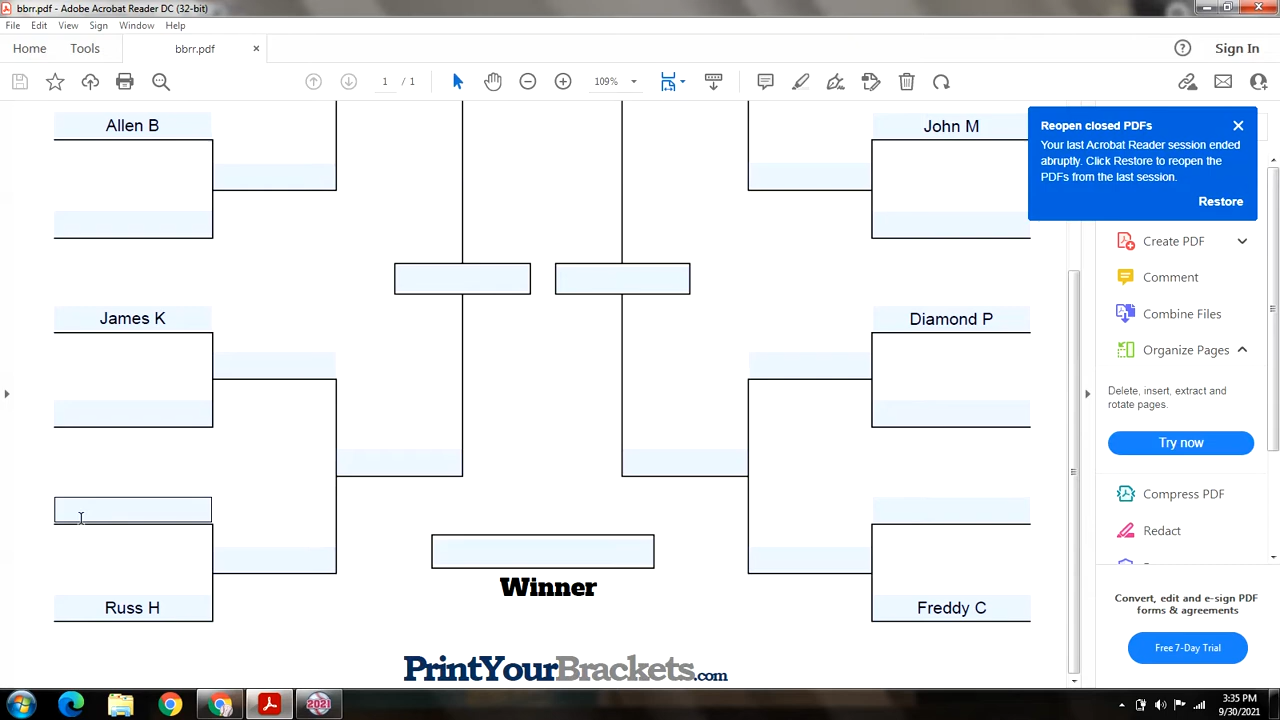 bbrr.pdf - Adobe Acrobat Reader DC (32-bit)
File Edit View Sign Window Help
Home Tools bbrr.pdf × Sign In
1 / 1 109%
Allen B
John M
James K
Diamond P
Russ H
Freddy C
Winner
PrintYourBrackets.com
Reopen closed PDFs
Your last Acrobat Reader session ended
abruptly. Click Restore to reopen the
PDFs from the last session.
Restore
Create PDF
Comment
Combine Files
Organize Pages
Delete, insert, extract and
rotate pages.
Try now
Compress PDF
Redact
Convert, edit and e-sign PDF
forms & agreements
Free 7-Day Trial
2021
3:35 PM
9/30/2021